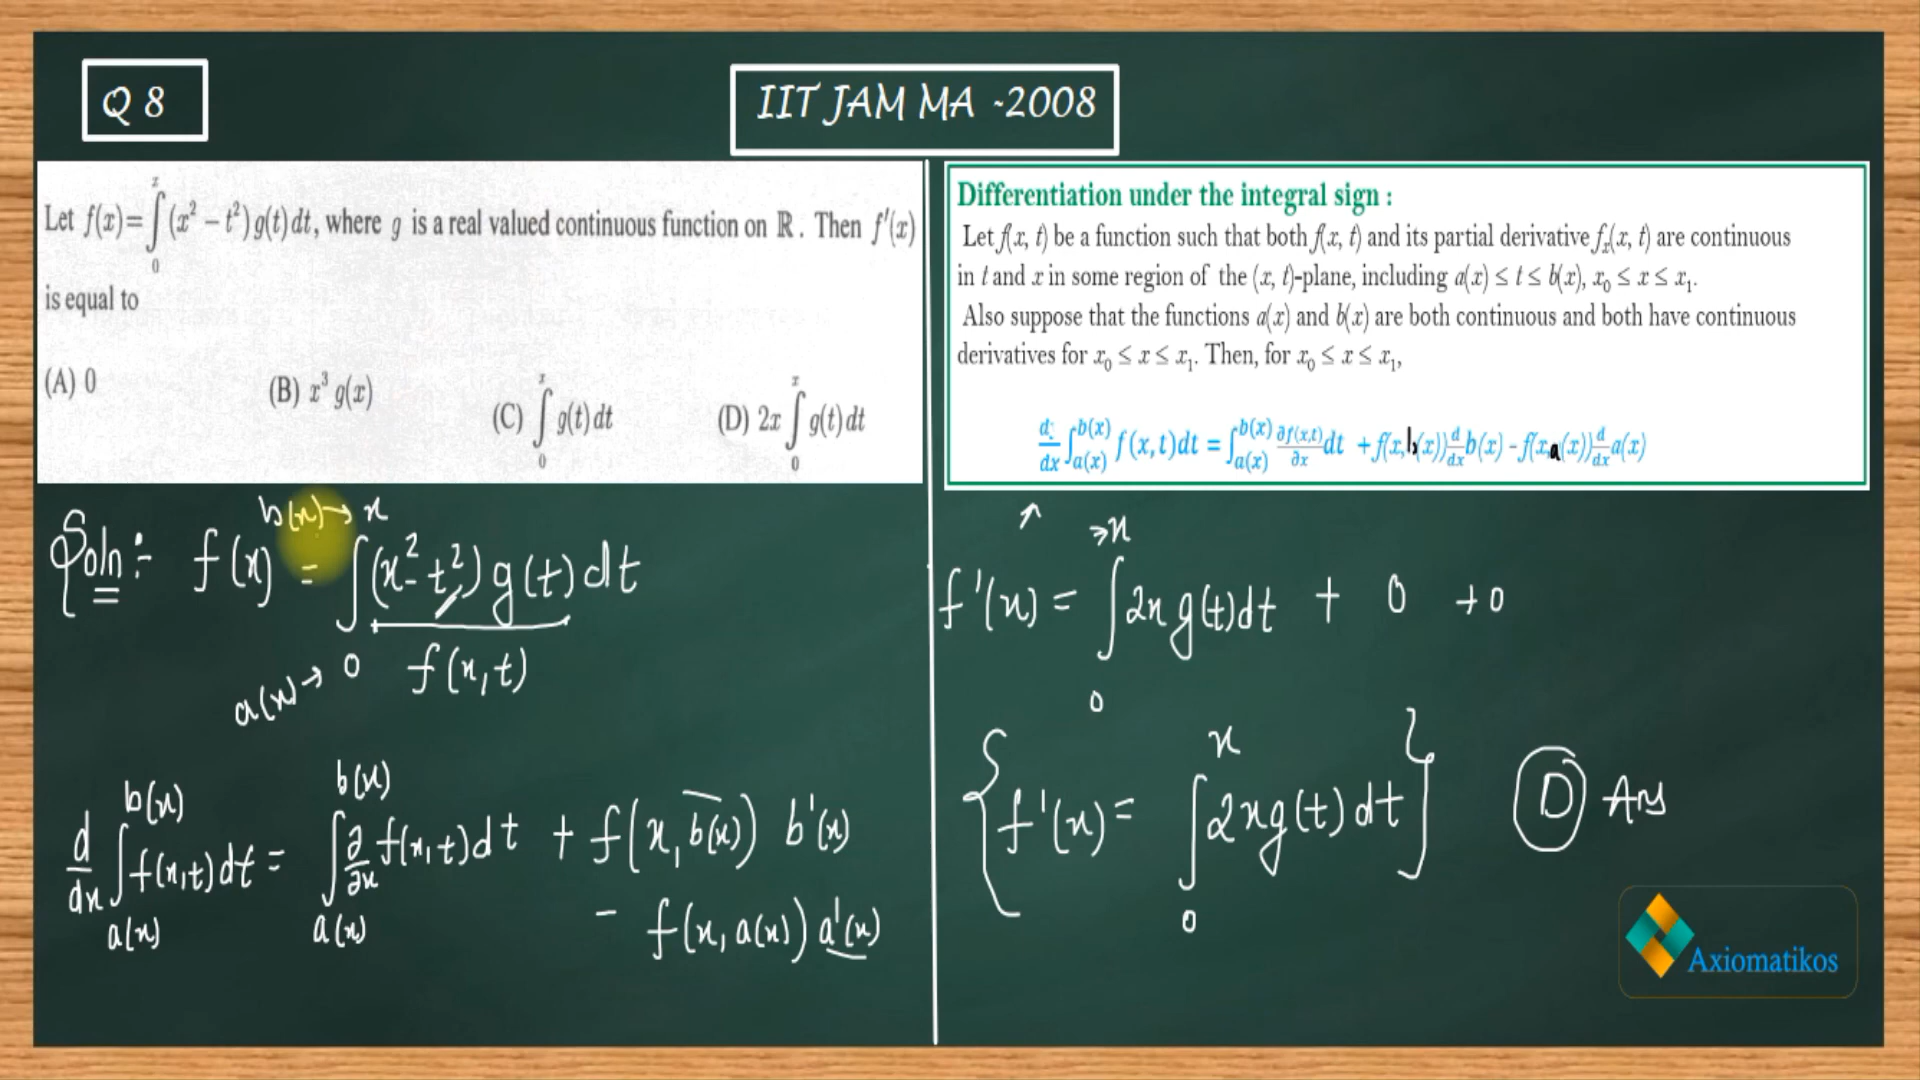 Q 8
IIT JAM MA -2008
Let f(x)=∫₀ˣ (x² − t²) g(t) dt, where g is a real valued continuous function on ℝ. Then f′(x)
is equal to
(A) 0
(B) x³ g(x)
(C) ∫₀ˣ g(t) dt
(D) 2x ∫₀ˣ g(t) dt
Differentiation under the integral sign :
Let f(x, t) be a function such that both f(x, t) and its partial derivative fₓ(x, t) are continuous
in t and x in some region of the (x, t)-plane, including a(x) ≤ t ≤ b(x), x₀ ≤ x ≤ x₁.
Also suppose that the functions a(x) and b(x) are both continuous and both have continuous
derivatives for x₀ ≤ x ≤ x₁. Then, for x₀ ≤ x ≤ x₁,
d/dx ∫_{a(x)}^{b(x)} f(x, t)dt = ∫_{a(x)}^{b(x)} ∂f(x,t)/∂x dt + f(x,b(x)) d/dx b(x) - f(x,a(x)) d/dx a(x)
b(x)→ x
Soln:- f(x) = ∫ (x²-t²) g(t) dt
a(x)→ 0 f(x,t)
d/dx ∫_{a(x)}^{b(x)} f(x,t)dt = ∫_{a(x)}^{b(x)} ∂/∂x f(x,t)dt + f(x,b(x)) b'(x)
- f(x, a(x)) a'(x)
↑
→x
f'(x) = ∫ 2x g(t)dt + 0 +0
0
{ f'(x) = ∫₀ˣ 2xg(t) dt } D Ans
Axiomatikos